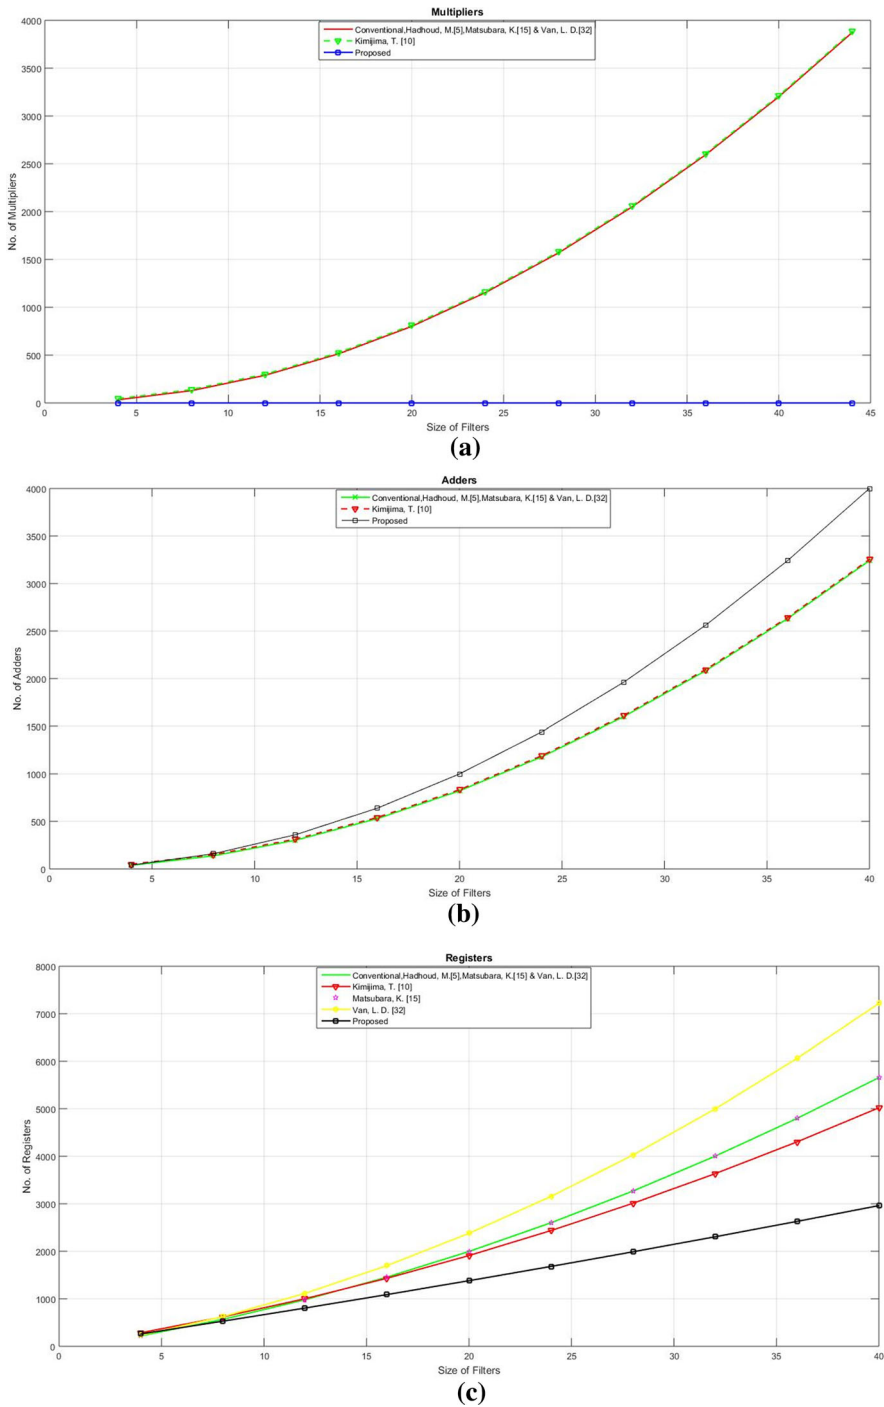 Multipliers
Conventional,Hadhoud, M.[5],Matsubara, K.[15] & Van, L. D.[32]
Kimijima, T. [10]
Proposed
4000
3500
3000
2500
2000
1500
1000
500
0
No. of Multipliers
0 5 10 15 20 25 30 35 40 45
Size of Filters
(a)
Adders
Conventional,Hadhoud, M.[5],Matsubara, K.[15] & Van, L. D.[32]
Kimijima, T. [10]
Proposed
4000
3500
3000
2500
2000
1500
1000
500
0
No. of Adders
0 5 10 15 20 25 30 35 40
Size of Filters
(b)
Registers
Conventional,Hadhoud, M.[5],Matsubara, K.[15] & Van, L. D.[32]
Kimijima, T. [10]
Matsubara, K. [15]
Van, L. D. [32]
Proposed
8000
7000
6000
5000
4000
3000
2000
1000
0
No. of Registers
0 5 10 15 20 25 30 35 40
Size of Filters
(c)